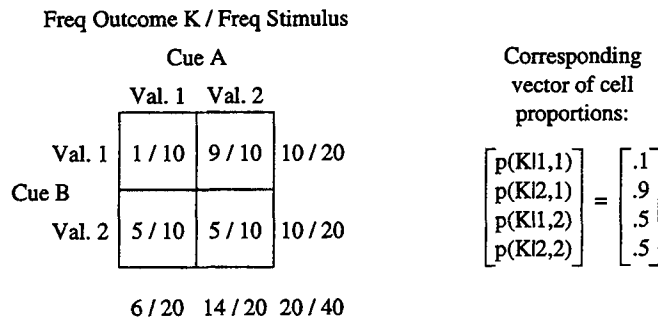 Freq Outcome K / Freq Stimulus
Cue A
Val. 1 Val. 2
Val. 1 1 / 10 9 / 10 10 / 20
Cue B
Val. 2 5 / 10 5 / 10 10 / 20
6 / 20 14 / 20 20 / 40
Corresponding
vector of cell
proportions:
p(K|1,1) .1
p(K|2,1) .9
=
p(K|1,2) .5
p(K|2,2) .5